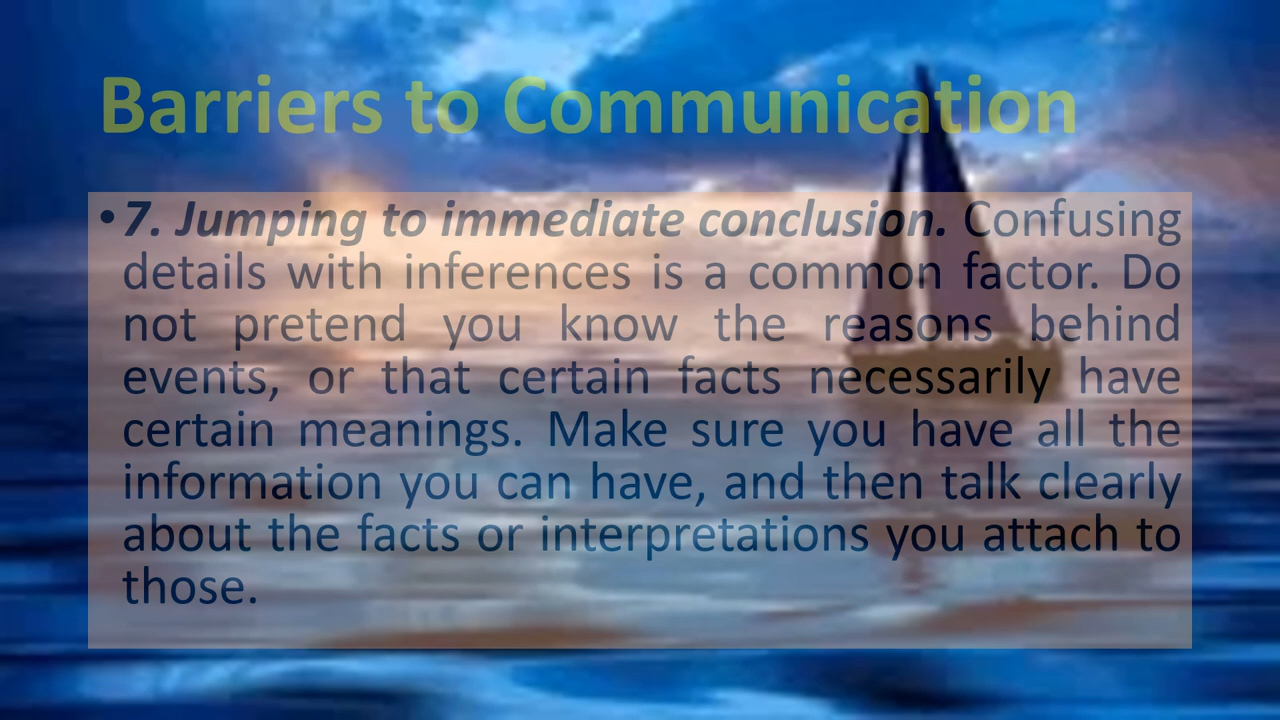 Barriers to Communication
• 7. Jumping to immediate conclusion. Confusing
details with inferences is a common factor. Do
not pretend you know the reasons behind
events, or that certain facts necessarily have
certain meanings. Make sure you have all the
information you can have, and then talk clearly
about the facts or interpretations you attach to
those.